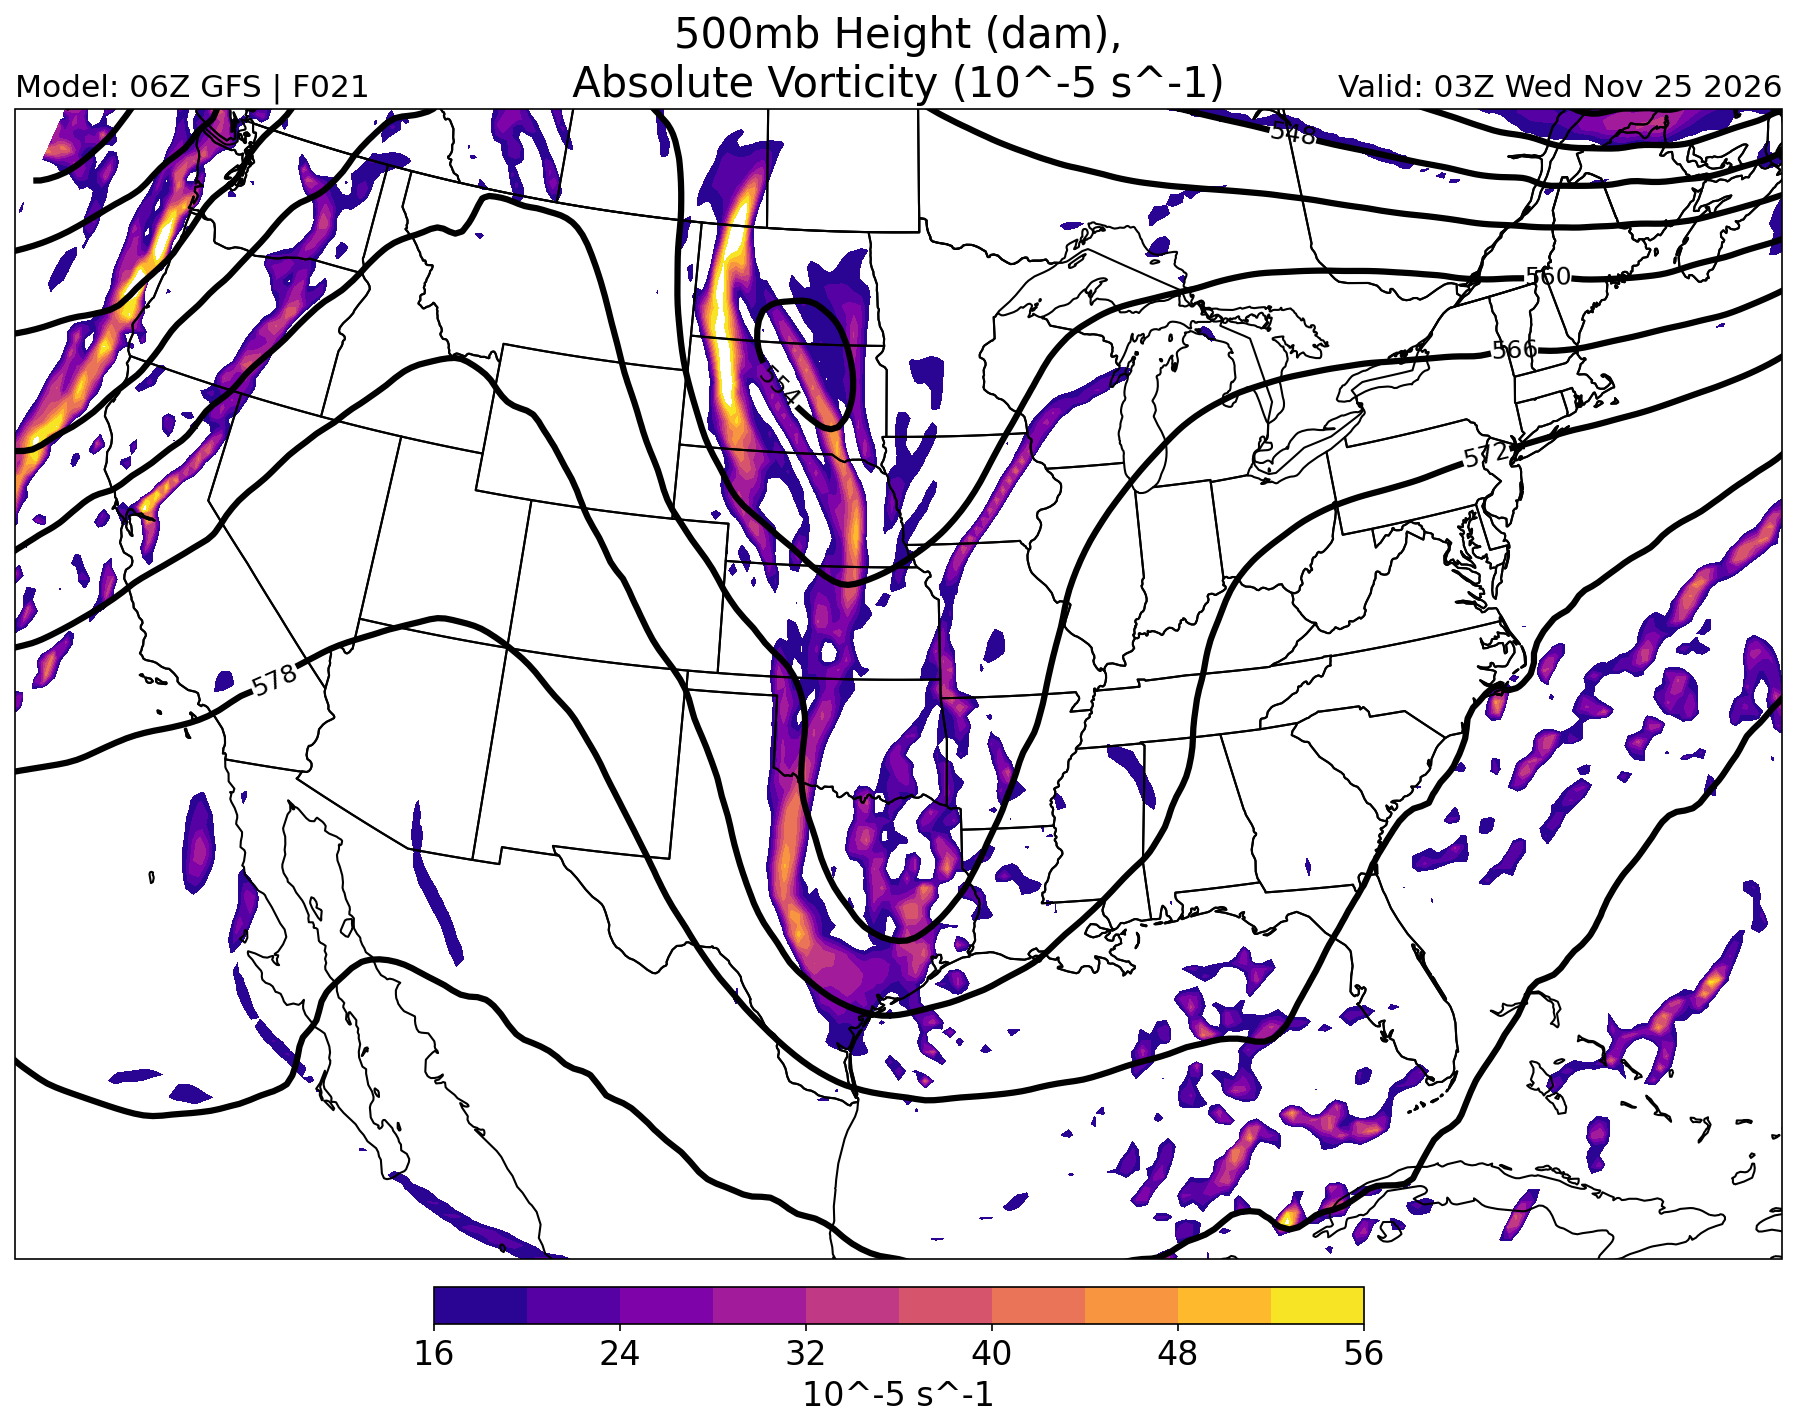 500mb Height (dam),
Absolute Vorticity (10^-5 s^-1)
Model: 06Z GFS | F021
Valid: 03Z Wed Nov 25 2026
548
560
566
554
572
578
16 24 32 40 48 56
10^-5 s^-1